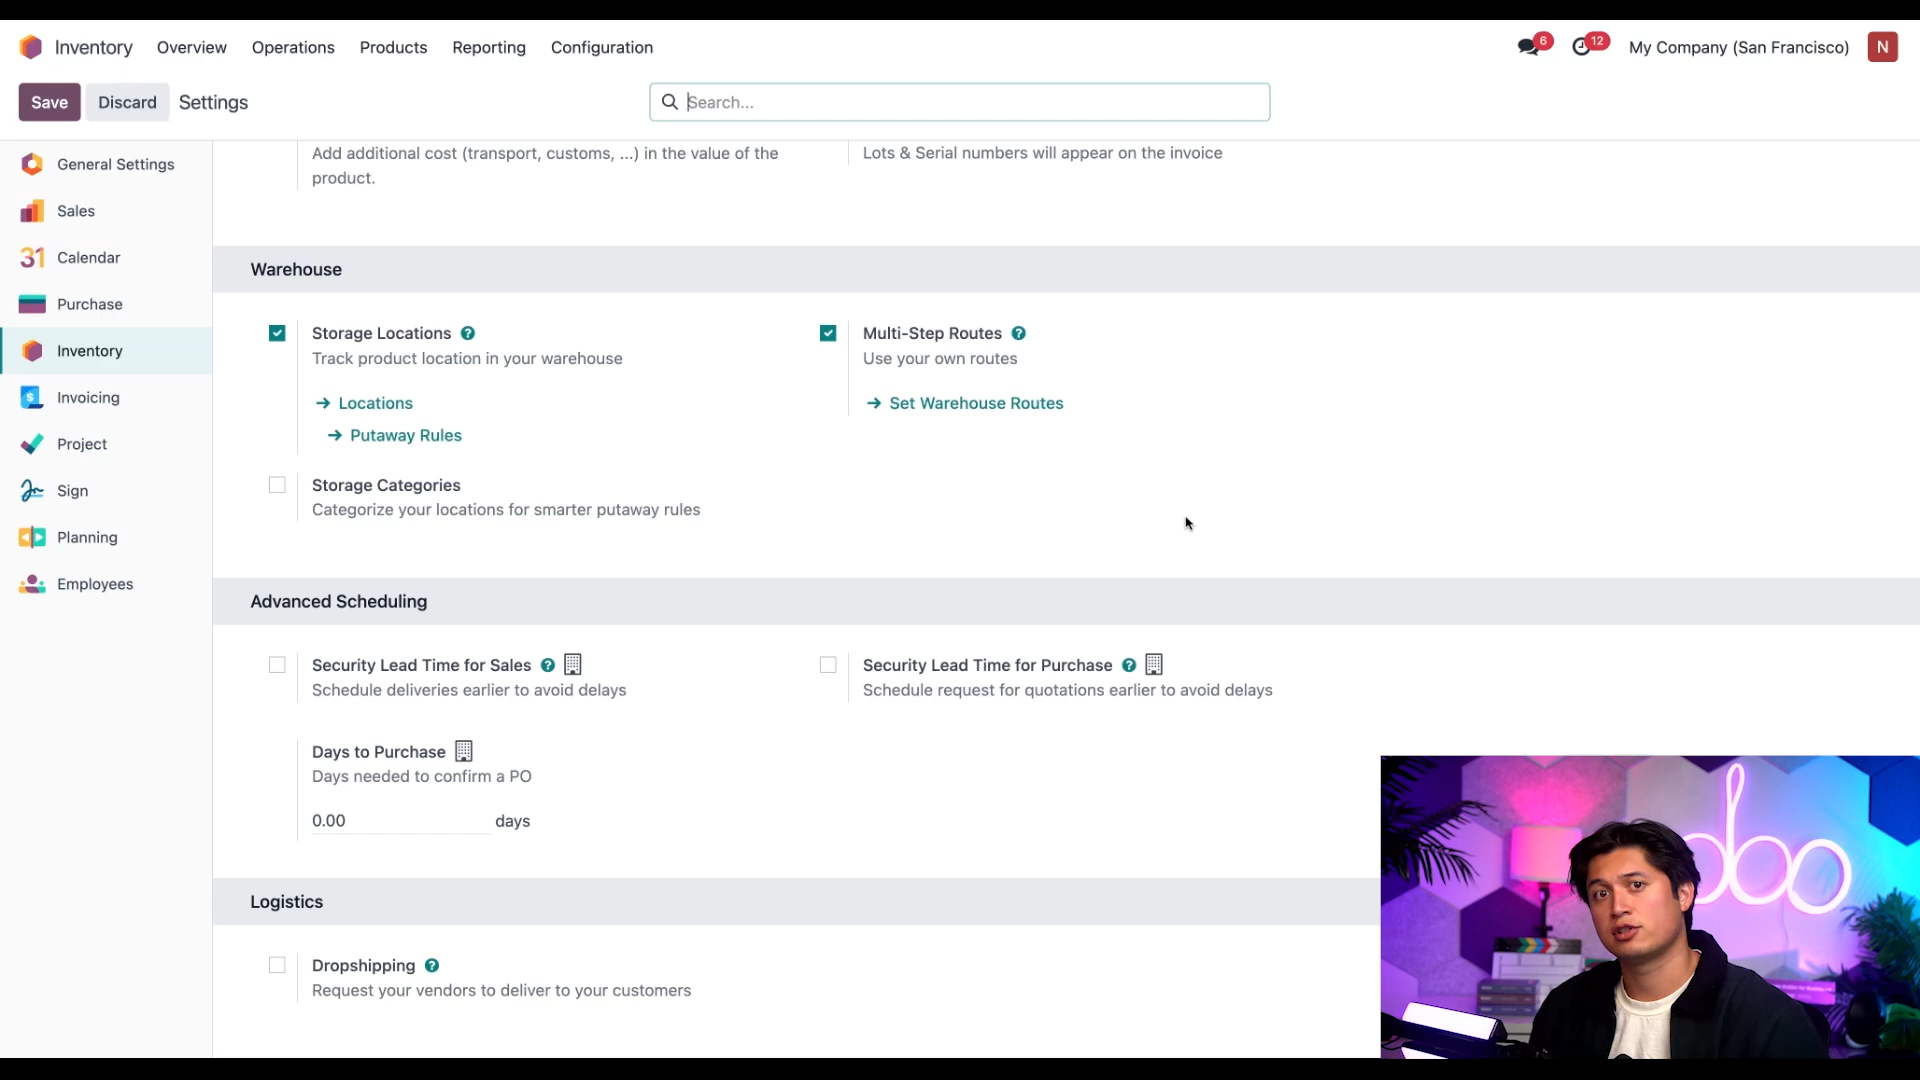 Inventory Overview Operations Products Reporting Configuration 6 12 My Company (San Francisco) N
Save Discard Settings Search...
General Settings
Sales
31 Calendar
Purchase
Inventory
$ Invoicing
Project
Sign
Planning
Employees
Add additional cost (transport, customs, ...) in the value of the
product.
Lots & Serial numbers will appear on the invoice
Warehouse
Storage Locations ?
Track product location in your warehouse
→ Locations
→ Putaway Rules
Multi-Step Routes ?
Use your own routes
→ Set Warehouse Routes
Storage Categories
Categorize your locations for smarter putaway rules
Advanced Scheduling
Security Lead Time for Sales ?
Schedule deliveries earlier to avoid delays
Security Lead Time for Purchase ?
Schedule request for quotations earlier to avoid delays
Days to Purchase
Days needed to confirm a PO
0.00 days
Logistics
Dropshipping ?
Request your vendors to deliver to your customers